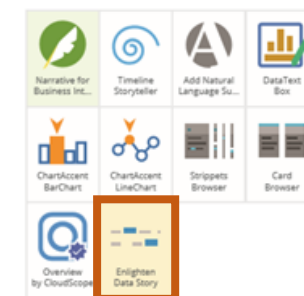 Narrative for
Business Int...
Timeline
Storyteller
Add Natural
Language Su...
DataText
Box
ChartAccent
BarChart
ChartAccent
LineChart
Strippets
Browser
Card
Browser
Overview
by CloudScope
Enlighten
Data Story